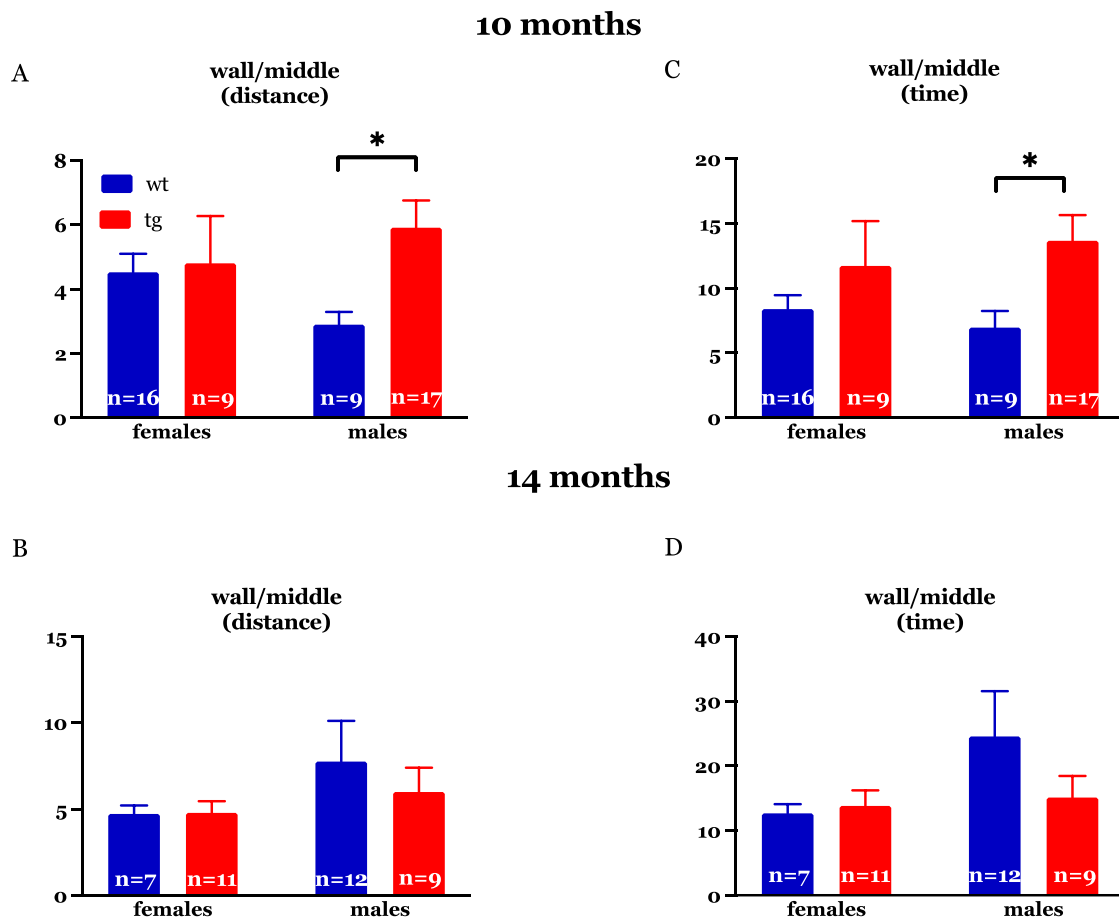 10 months
A
wall/middle
(distance)
8
6
4
2
0
wt
tg
*
n=16
n=9
n=9
n=17
females
males
C
wall/middle
(time)
20
15
10
5
0
*
n=16
n=9
n=9
n=17
females
males
14 months
B
wall/middle
(distance)
15
10
5
0
n=7
n=11
n=12
n=9
females
males
D
wall/middle
(time)
40
30
20
10
0
n=7
n=11
n=12
n=9
females
males